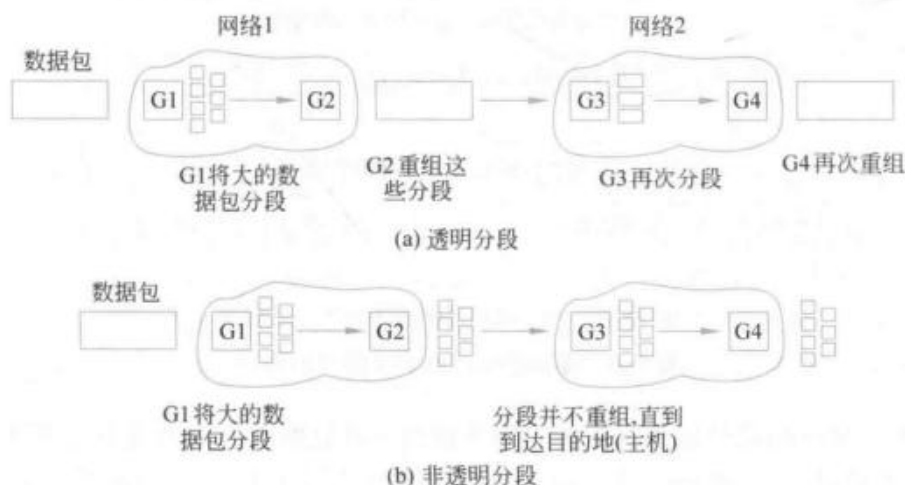 网络1
网络2
数据包
G1
G2
G3
G4
G1将大的数
据包分段
G2重组这
些分段
G3再次分段
G4再次重组
(a) 透明分段
数据包
G1
G2
G3
G4
G1将大的数
据包分段
分段并不重组,直到
到达目的地(主机)
(b) 非透明分段